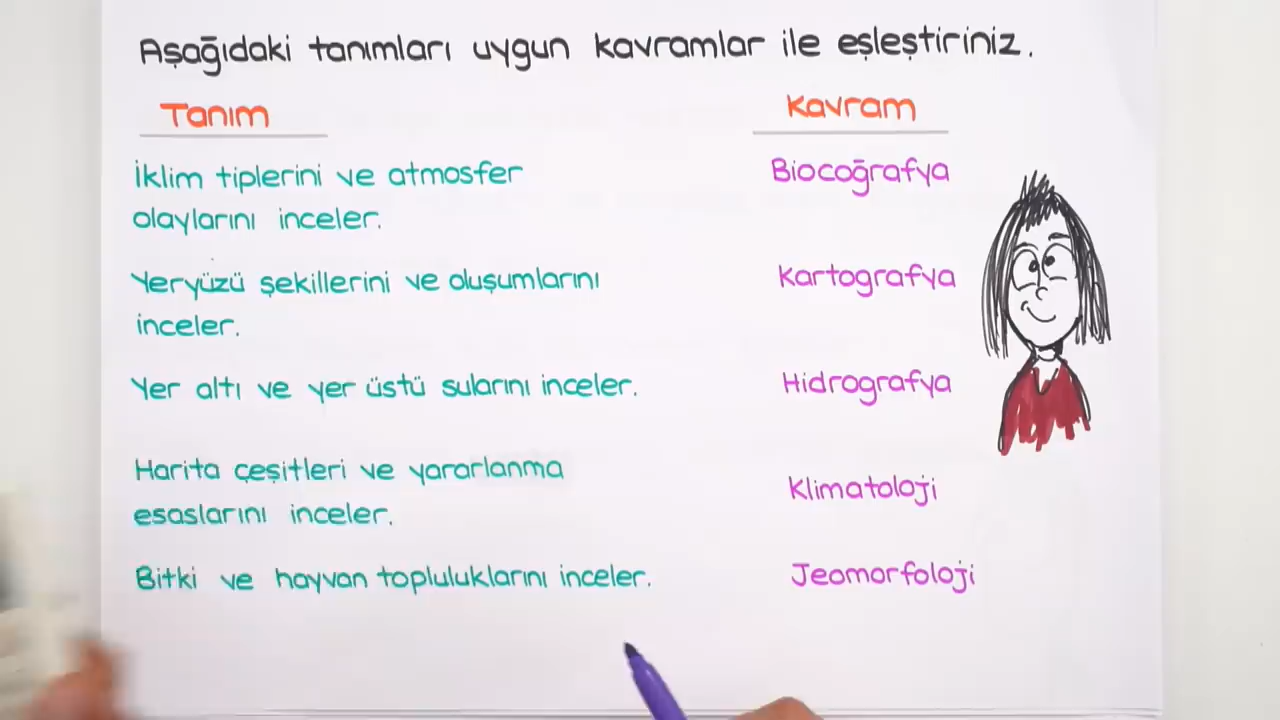 Aşağıdaki tanımları uygun kavramlar ile eşleştiriniz.
Tanım
Kavram
İklim tiplerini ve atmosfer
olaylarını inceler.
Biocoğrafya
Yeryüzü şekillerini ve oluşumlarını
inceler.
Kartografya
Yer altı ve yer üstü sularını inceler.
Hidrografya
Harita çeşitleri ve yararlanma
esaslarını inceler.
Klimatoloji
Bitki ve hayvan topluluklarını inceler.
Jeomorfoloji